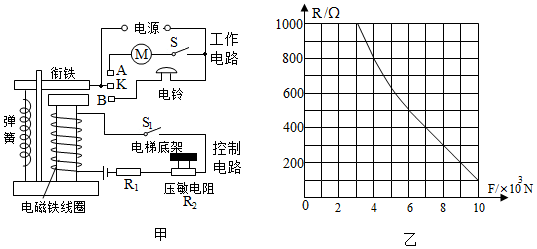 电源
M
S
工作
电路
衔铁
A
K
B
电铃
弹
簧
S₁
电梯底架
控制
电路
R₁
压敏电阻
R₂
电磁铁线圈
甲
R/Ω
1000
800
600
400
200
0
2
4
6
8
10
F/×10³N
乙